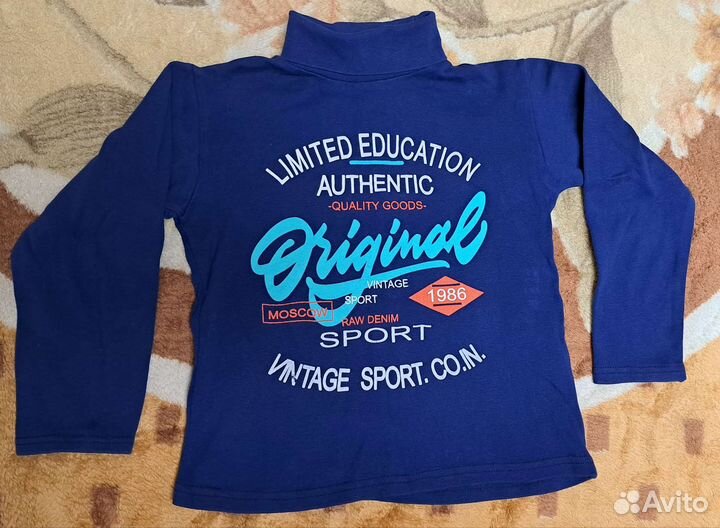 LIMITED EDUCATION
AUTHENTIC
-QUALITY GOODS-
Original
VINTAGE
SPORT
1986
MOSCOW
RAW DENIM
SPORT
VINTAGE SPORT. CO.IN.
Avito